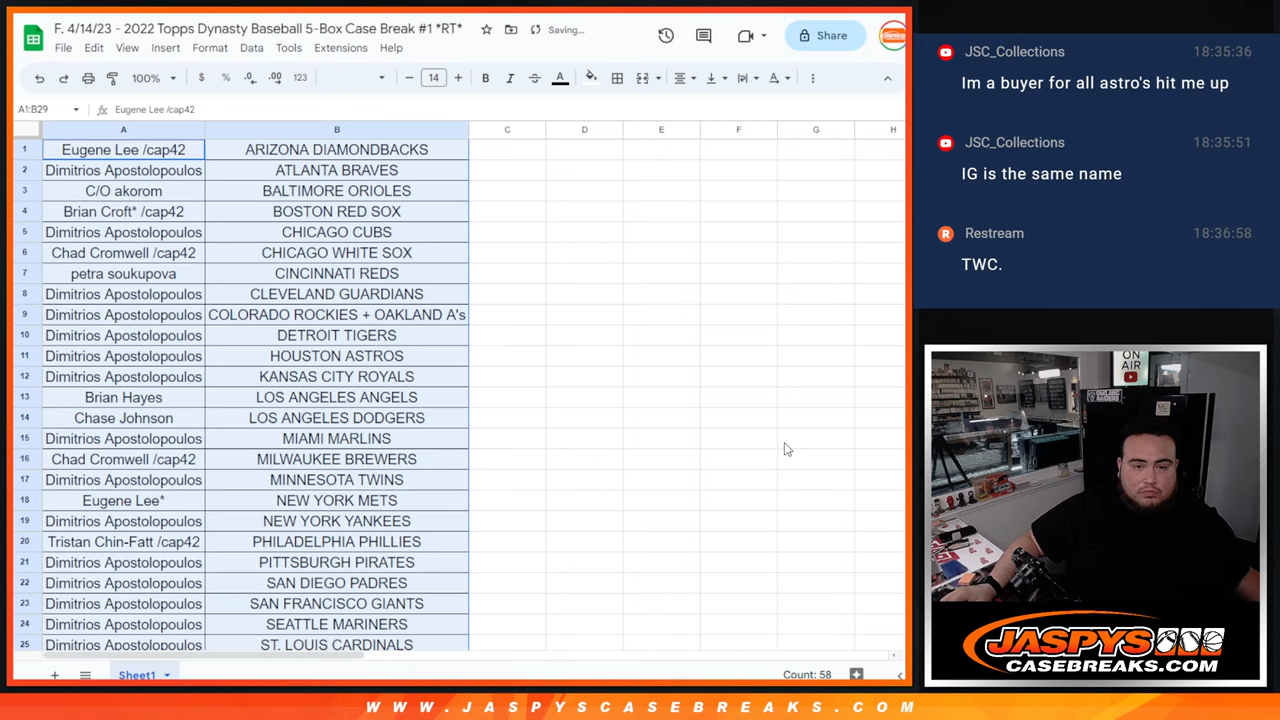 F. 4/14/23 - 2022 Topps Dynasty Baseball 5-Box Case Break #1 *RT*
Saving…
File Edit View Insert Format Data Tools Extensions Help
Share
100% $ % .0 .00 123 14 B I A A
A1:B29 fx Eugene Lee /cap42
A B C D E F G H
1 Eugene Lee /cap42 ARIZONA DIAMONDBACKS
2 Dimitrios Apostolopoulos ATLANTA BRAVES
3 C/O akorom BALTIMORE ORIOLES
4 Brian Croft* /cap42 BOSTON RED SOX
5 Dimitrios Apostolopoulos CHICAGO CUBS
6 Chad Cromwell /cap42 CHICAGO WHITE SOX
7 petra soukupova CINCINNATI REDS
8 Dimitrios Apostolopoulos CLEVELAND GUARDIANS
9 Dimitrios Apostolopoulos COLORADO ROCKIES + OAKLAND A's
10 Dimitrios Apostolopoulos DETROIT TIGERS
11 Dimitrios Apostolopoulos HOUSTON ASTROS
12 Dimitrios Apostolopoulos KANSAS CITY ROYALS
13 Brian Hayes LOS ANGELES ANGELS
14 Chase Johnson LOS ANGELES DODGERS
15 Dimitrios Apostolopoulos MIAMI MARLINS
16 Chad Cromwell /cap42 MILWAUKEE BREWERS
17 Dimitrios Apostolopoulos MINNESOTA TWINS
18 Eugene Lee* NEW YORK METS
19 Dimitrios Apostolopoulos NEW YORK YANKEES
20 Tristan Chin-Fatt /cap42 PHILADELPHIA PHILLIES
21 Dimitrios Apostolopoulos PITTSBURGH PIRATES
22 Dimitrios Apostolopoulos SAN DIEGO PADRES
23 Dimitrios Apostolopoulos SAN FRANCISCO GIANTS
24 Dimitrios Apostolopoulos SEATTLE MARINERS
25 Dimitrios Apostolopoulos ST. LOUIS CARDINALS
Sheet1
Count: 58
JSC_Collections 18:35:36
Im a buyer for all astro's hit me up
JSC_Collections 18:35:51
IG is the same name
Restream 18:36:58
TWC.
ON
AIR
JASPYS
CASEBREAKS.COM
WWW.JASPYSCASEBREAKS.COM